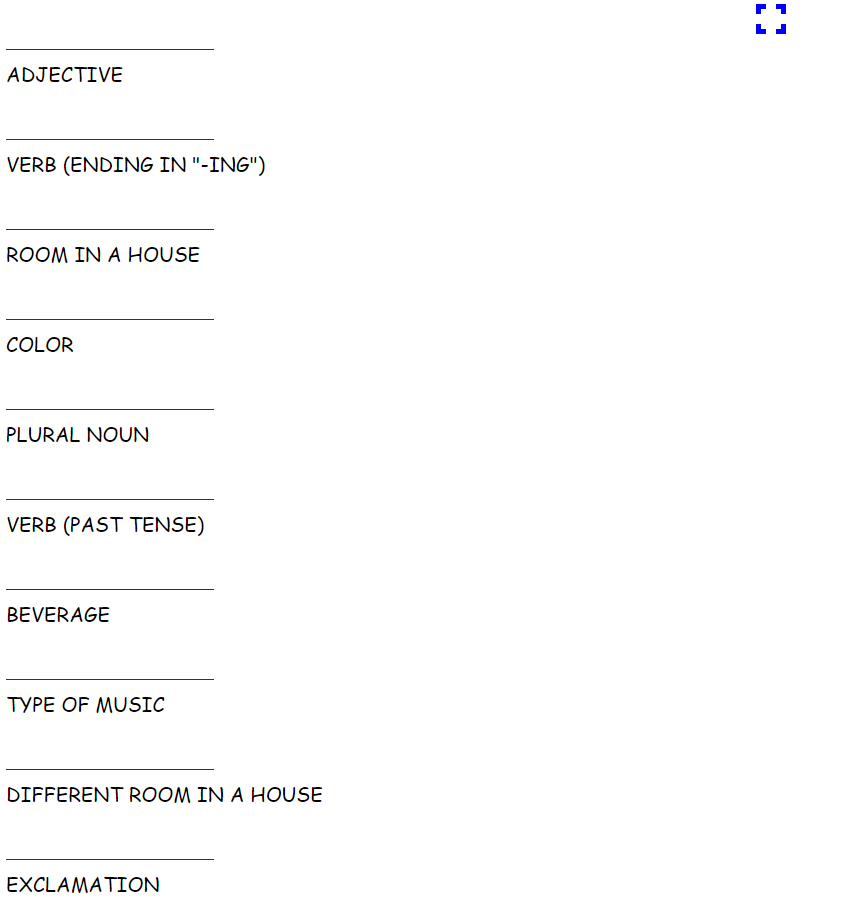 ADJECTIVE
VERB (ENDING IN "-ING")
ROOM IN A HOUSE
COLOR
PLURAL NOUN
VERB (PAST TENSE)
BEVERAGE
TYPE OF MUSIC
DIFFERENT ROOM IN A HOUSE
EXCLAMATION